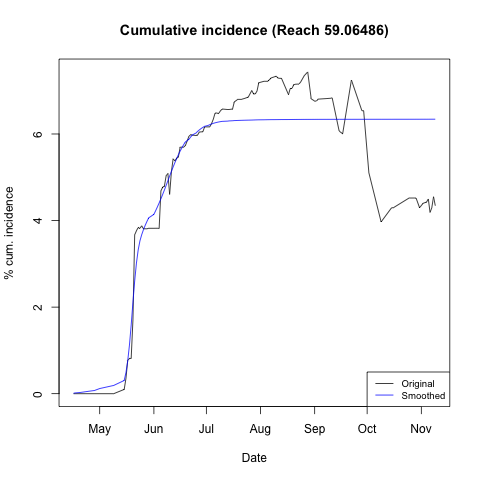 Cumulative incidence (Reach 59.06486)
% cum. incidence
6
4
2
0
Original
Smoothed
May Jun Jul Aug Sep Oct Nov
Date